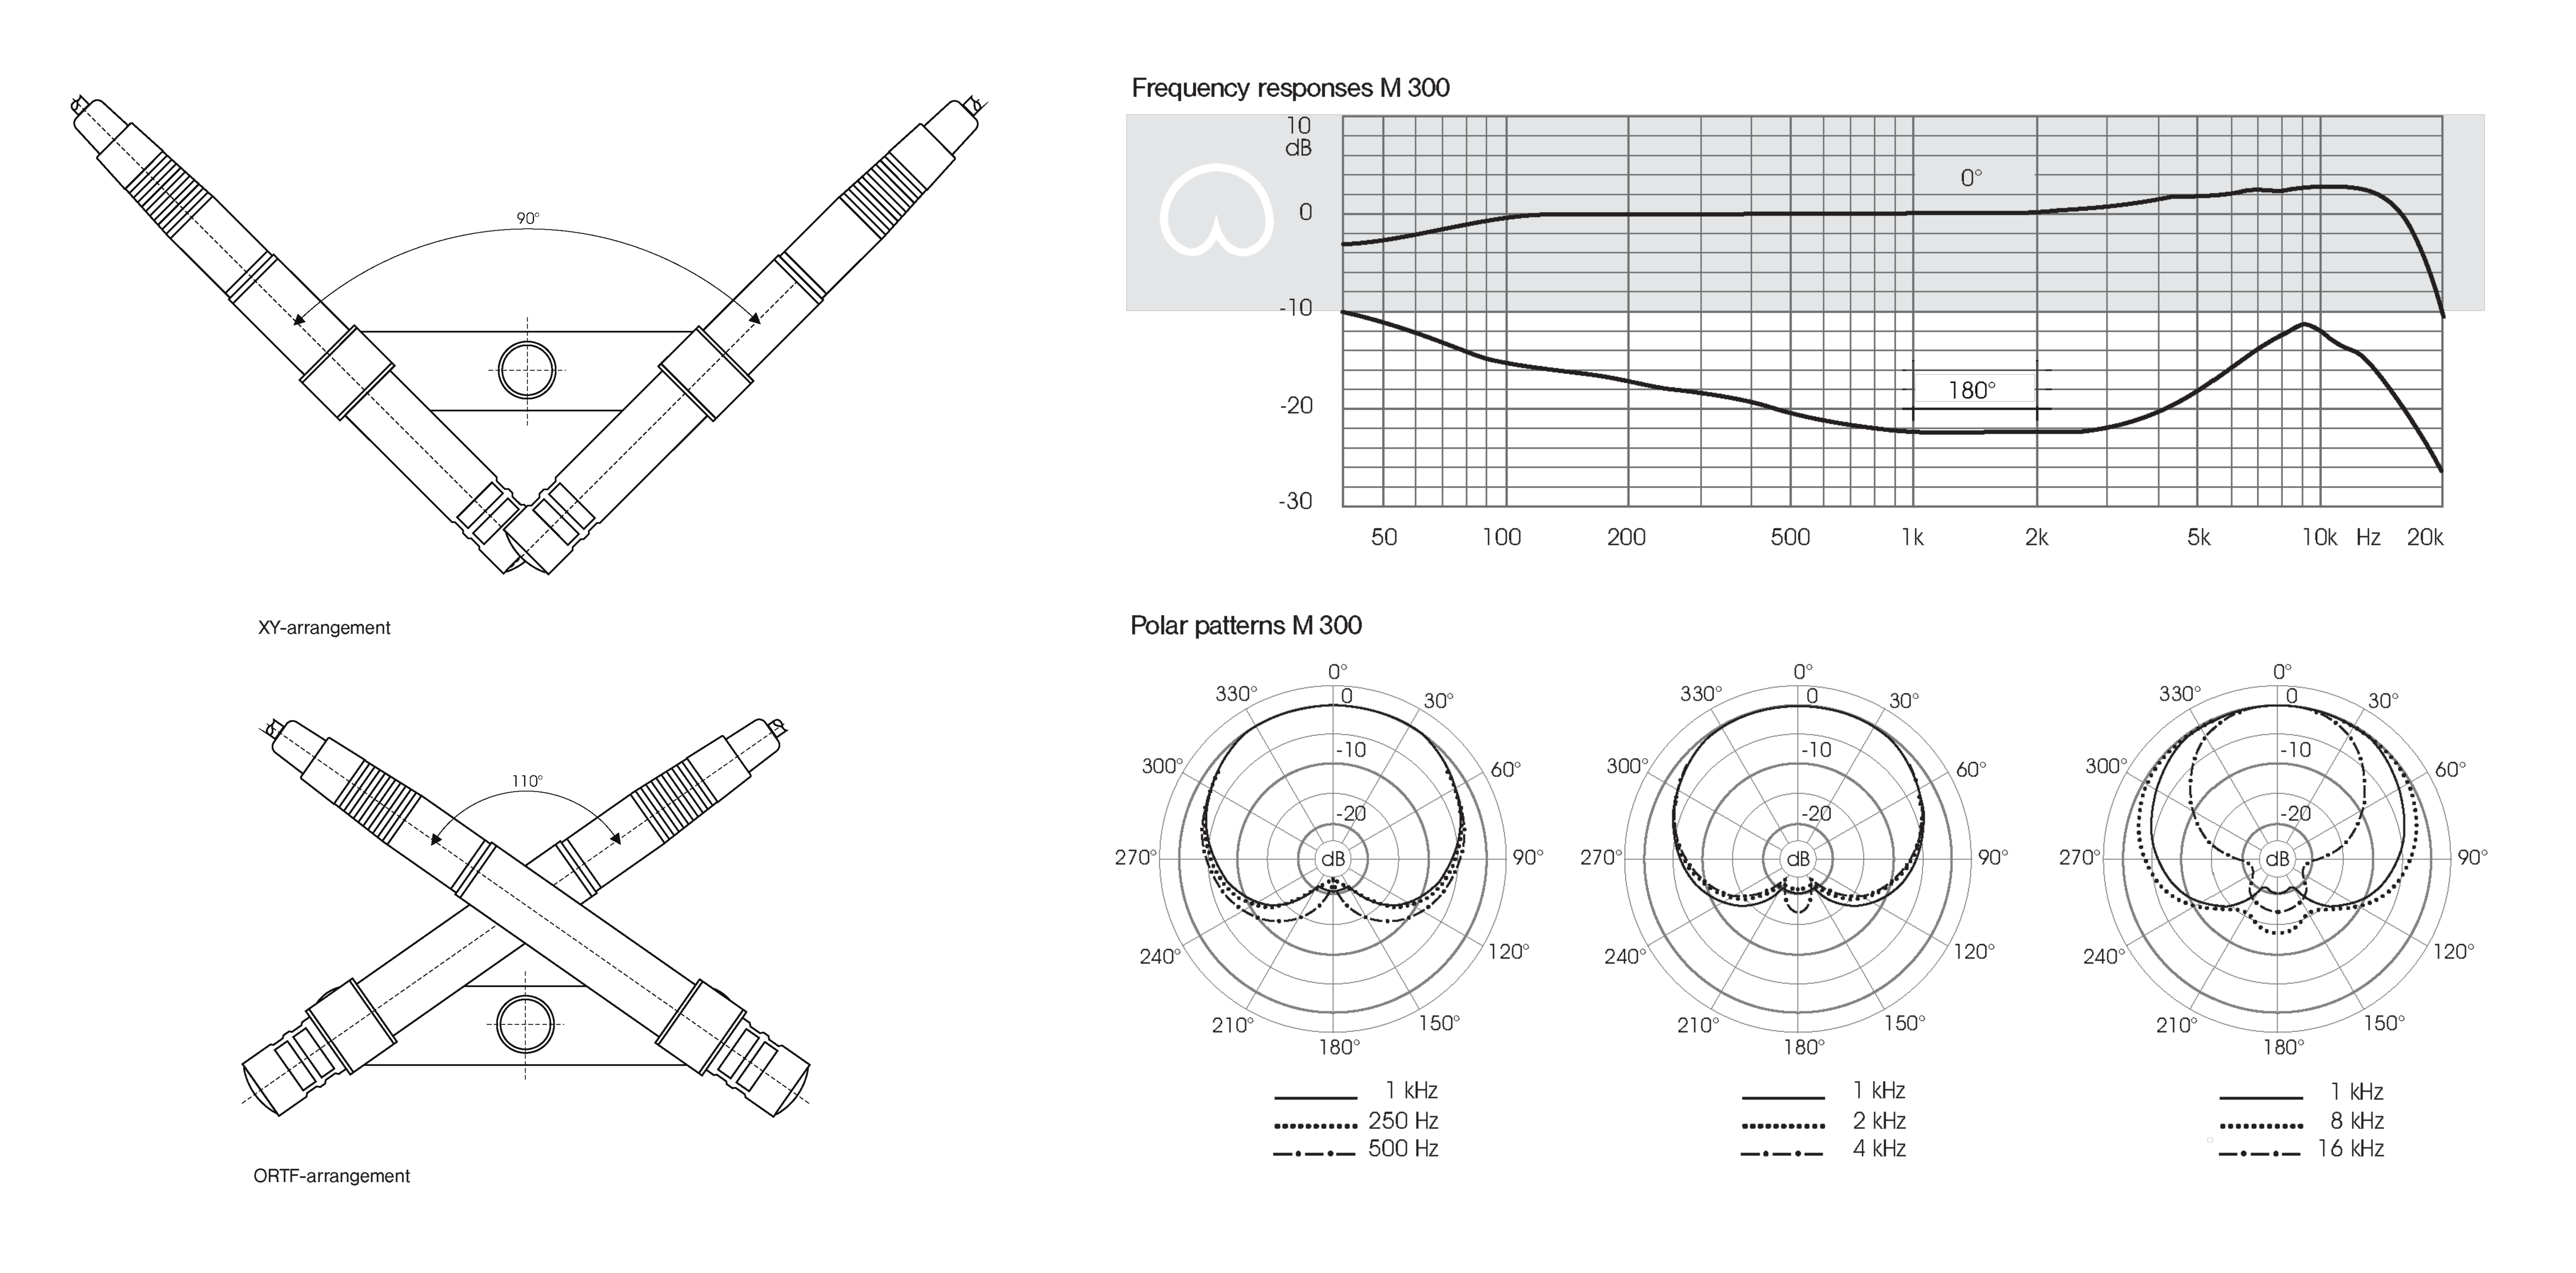 90°
XY-arrangement
110°
ORTF-arrangement
Frequency responses M 300
10
dB
0°
0
-10
180°
-20
-30
50 100 200 500 1k 2k 5k 10k Hz 20k
Polar patterns M 300
0°
330° 0 30°
-10
300° 60°
-20
270° dB 90°
240° 120°
210° 150°
180°
1 kHz
250 Hz
500 Hz
0°
330° 0 30°
-10
300° 60°
-20
270° dB 90°
240° 120°
210° 150°
180°
1 kHz
2 kHz
4 kHz
0°
330° 0 30°
-10
300° 60°
-20
270° dB 90°
240° 120°
210° 150°
180°
1 kHz
8 kHz
16 kHz